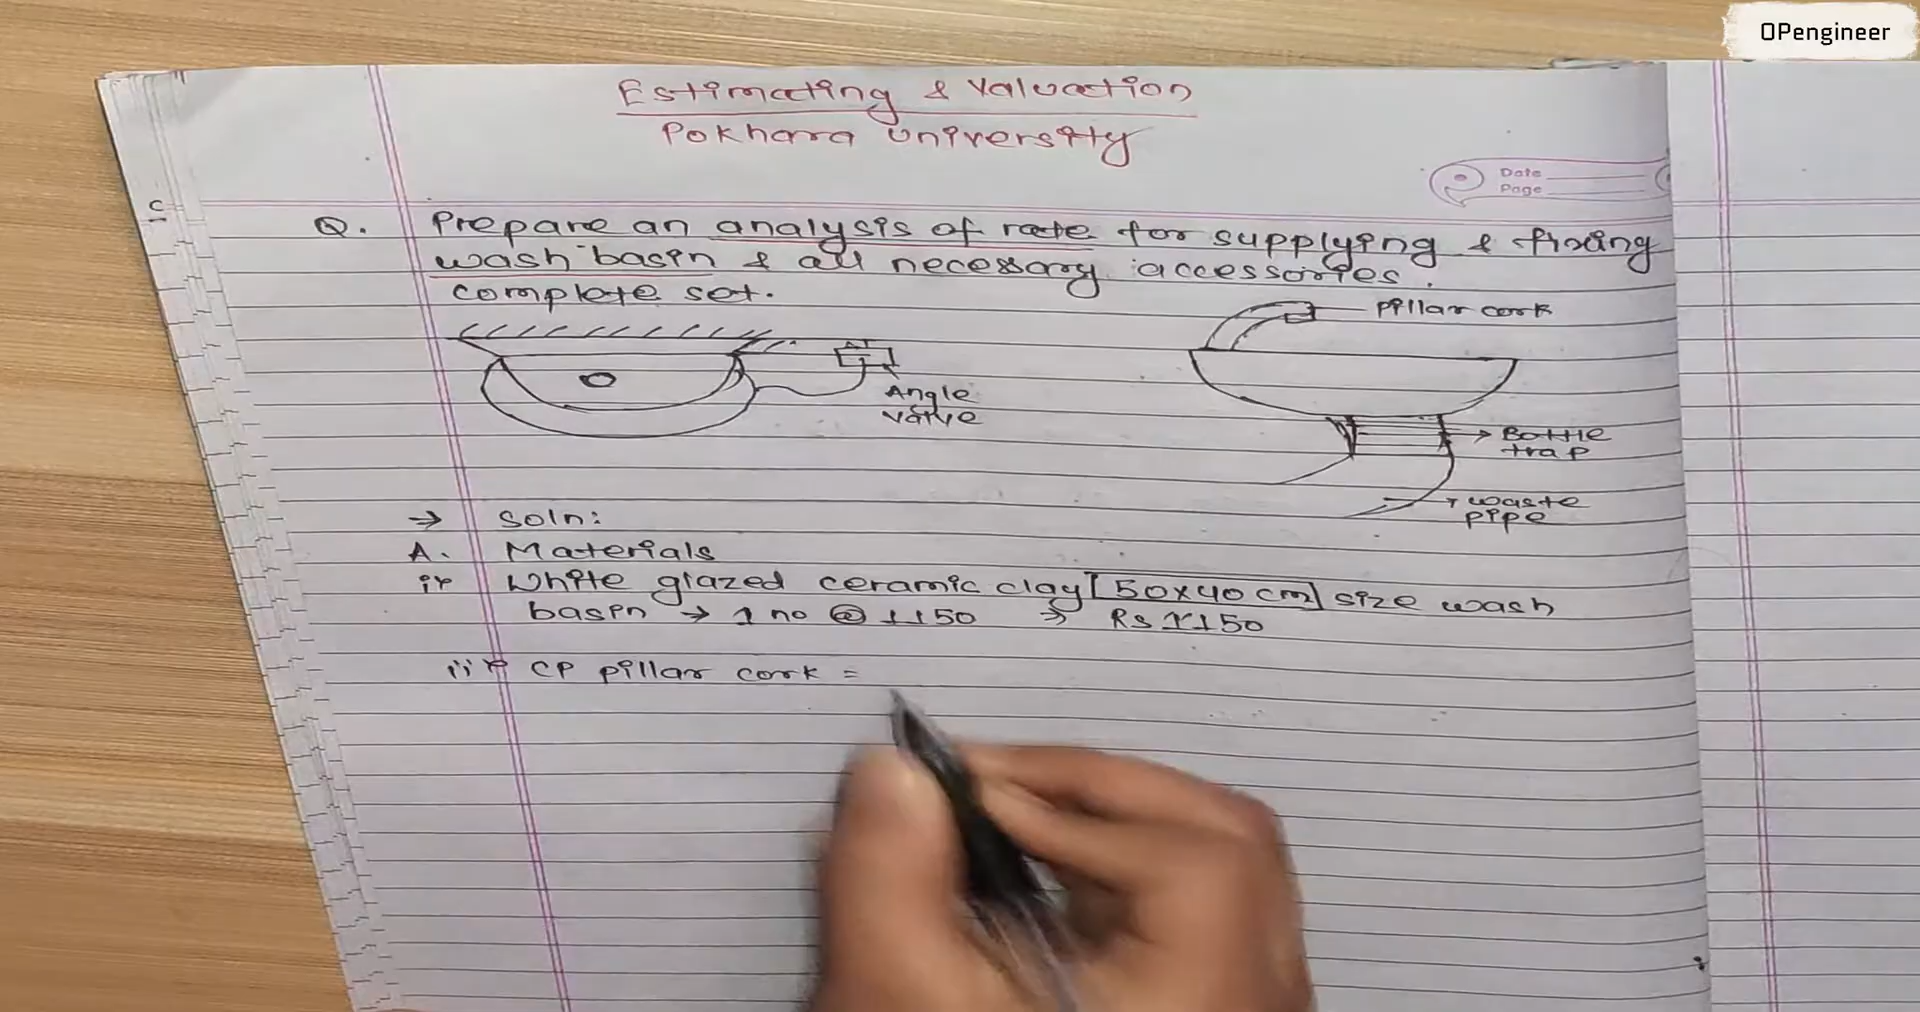 OPengineer
Estimating & Valuation
Pokhara University
Date
Page
c
Q. Prepare an analysis of rate for supplying & fixing
wash basin & all necessary accessories.
complete set.
Pillar cork
Angle
valve
Bottle
trap
waste
pipe
→ Soln:
A. Materials
i> White glazed ceramic clay [50x40 cm] size wash
basin → 1 no @ 1150 → Rs 1150
ii> CP pillar cork =